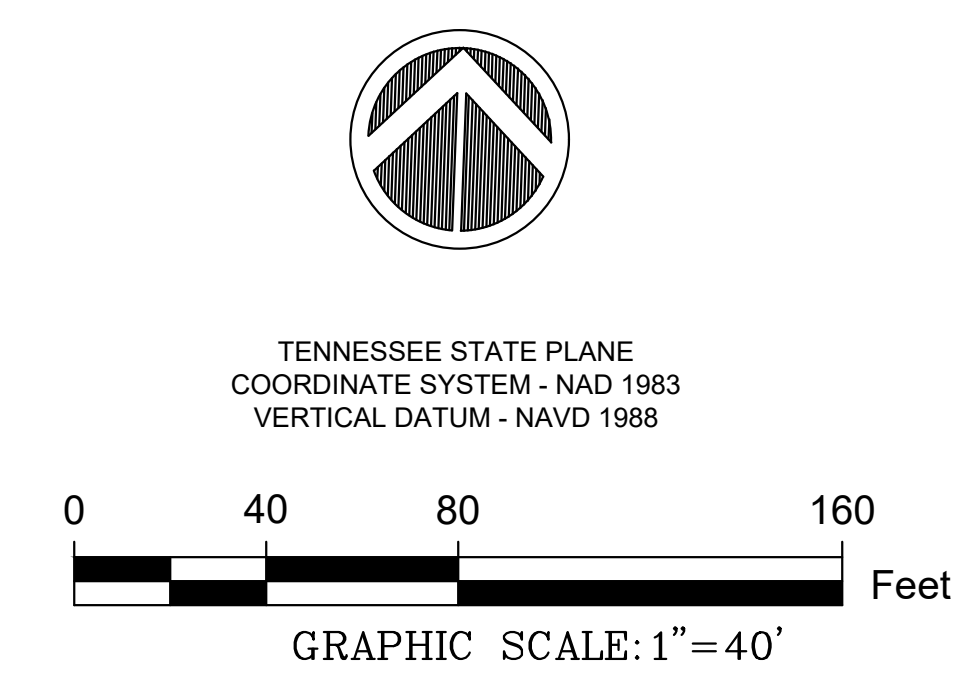 TENNESSEE STATE PLANE
COORDINATE SYSTEM - NAD 1983
VERTICAL DATUM - NAVD 1988
0 40 80 160
Feet
GRAPHIC SCALE: 1"=40'